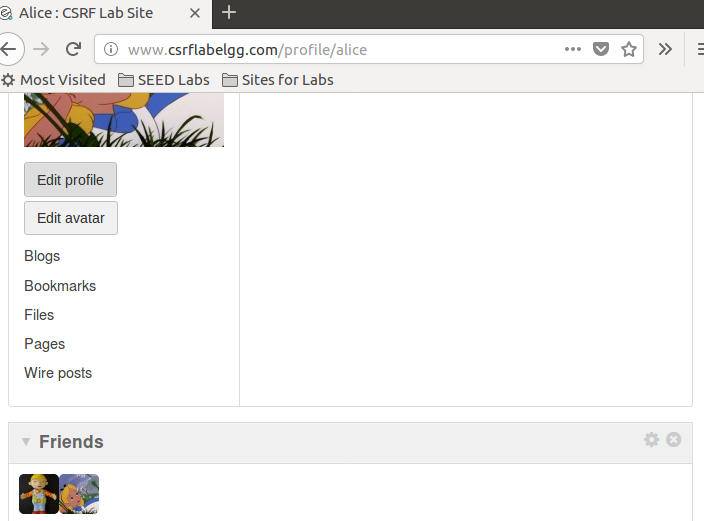 Alice : CSRF Lab Site
www.csrflabelgg.com/profile/alice
Most Visited SEED Labs Sites for Labs
Edit profile
Edit avatar
Blogs
Bookmarks
Files
Pages
Wire posts
Friends